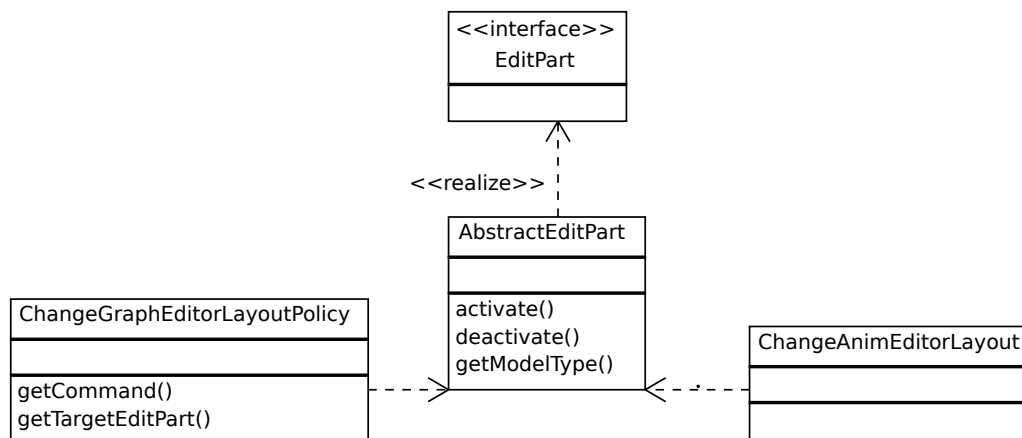 <<interface>>
EditPart
<<realize>>
AbstractEditPart
activate()
deactivate()
getModelType()
ChangeGraphEditorLayoutPolicy
getCommand()
getTargetEditPart()
ChangeAnimEditorLayout